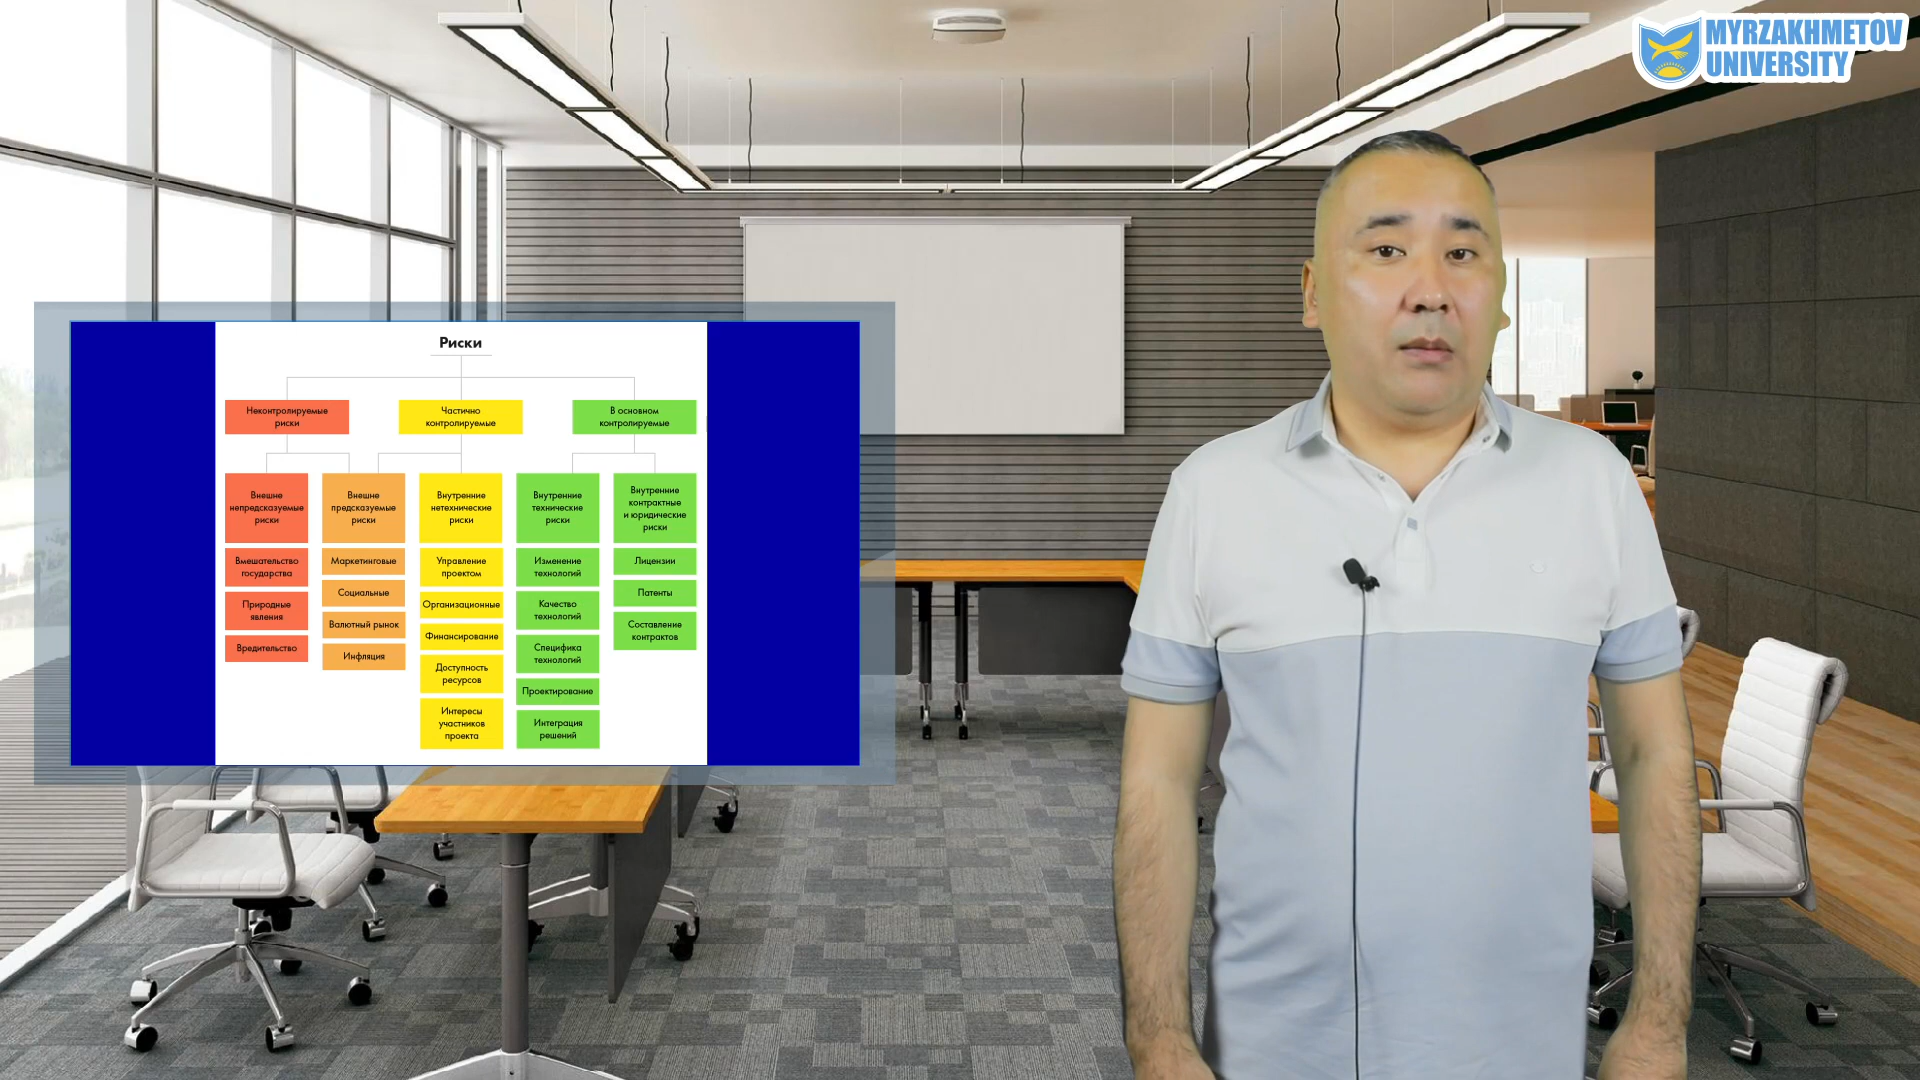 MYRZAKHMETOV
UNIVERSITY
Риски
Неконтролируемые
риски
Частично
контролируемые
В основном
контролируемые
Внешне
непредсказуемые
риски
Вмешательство
государства
Природные
явления
Вредительство
Внешне
предсказуемые
риски
Маркетинговые
Социальные
Валютный рынок
Инфляция
Внутренние
нетехнические
риски
Управление
проектом
Организационные
Финансирование
Доступность
ресурсов
Интересы
участников
проекта
Внутренние
технические
риски
Изменение
технологий
Качество
технологий
Специфика
технологий
Проектирование
Интеграция
решений
Внутренние
контрактные
и юридические
риски
Лицензии
Патенты
Составление
контрактов